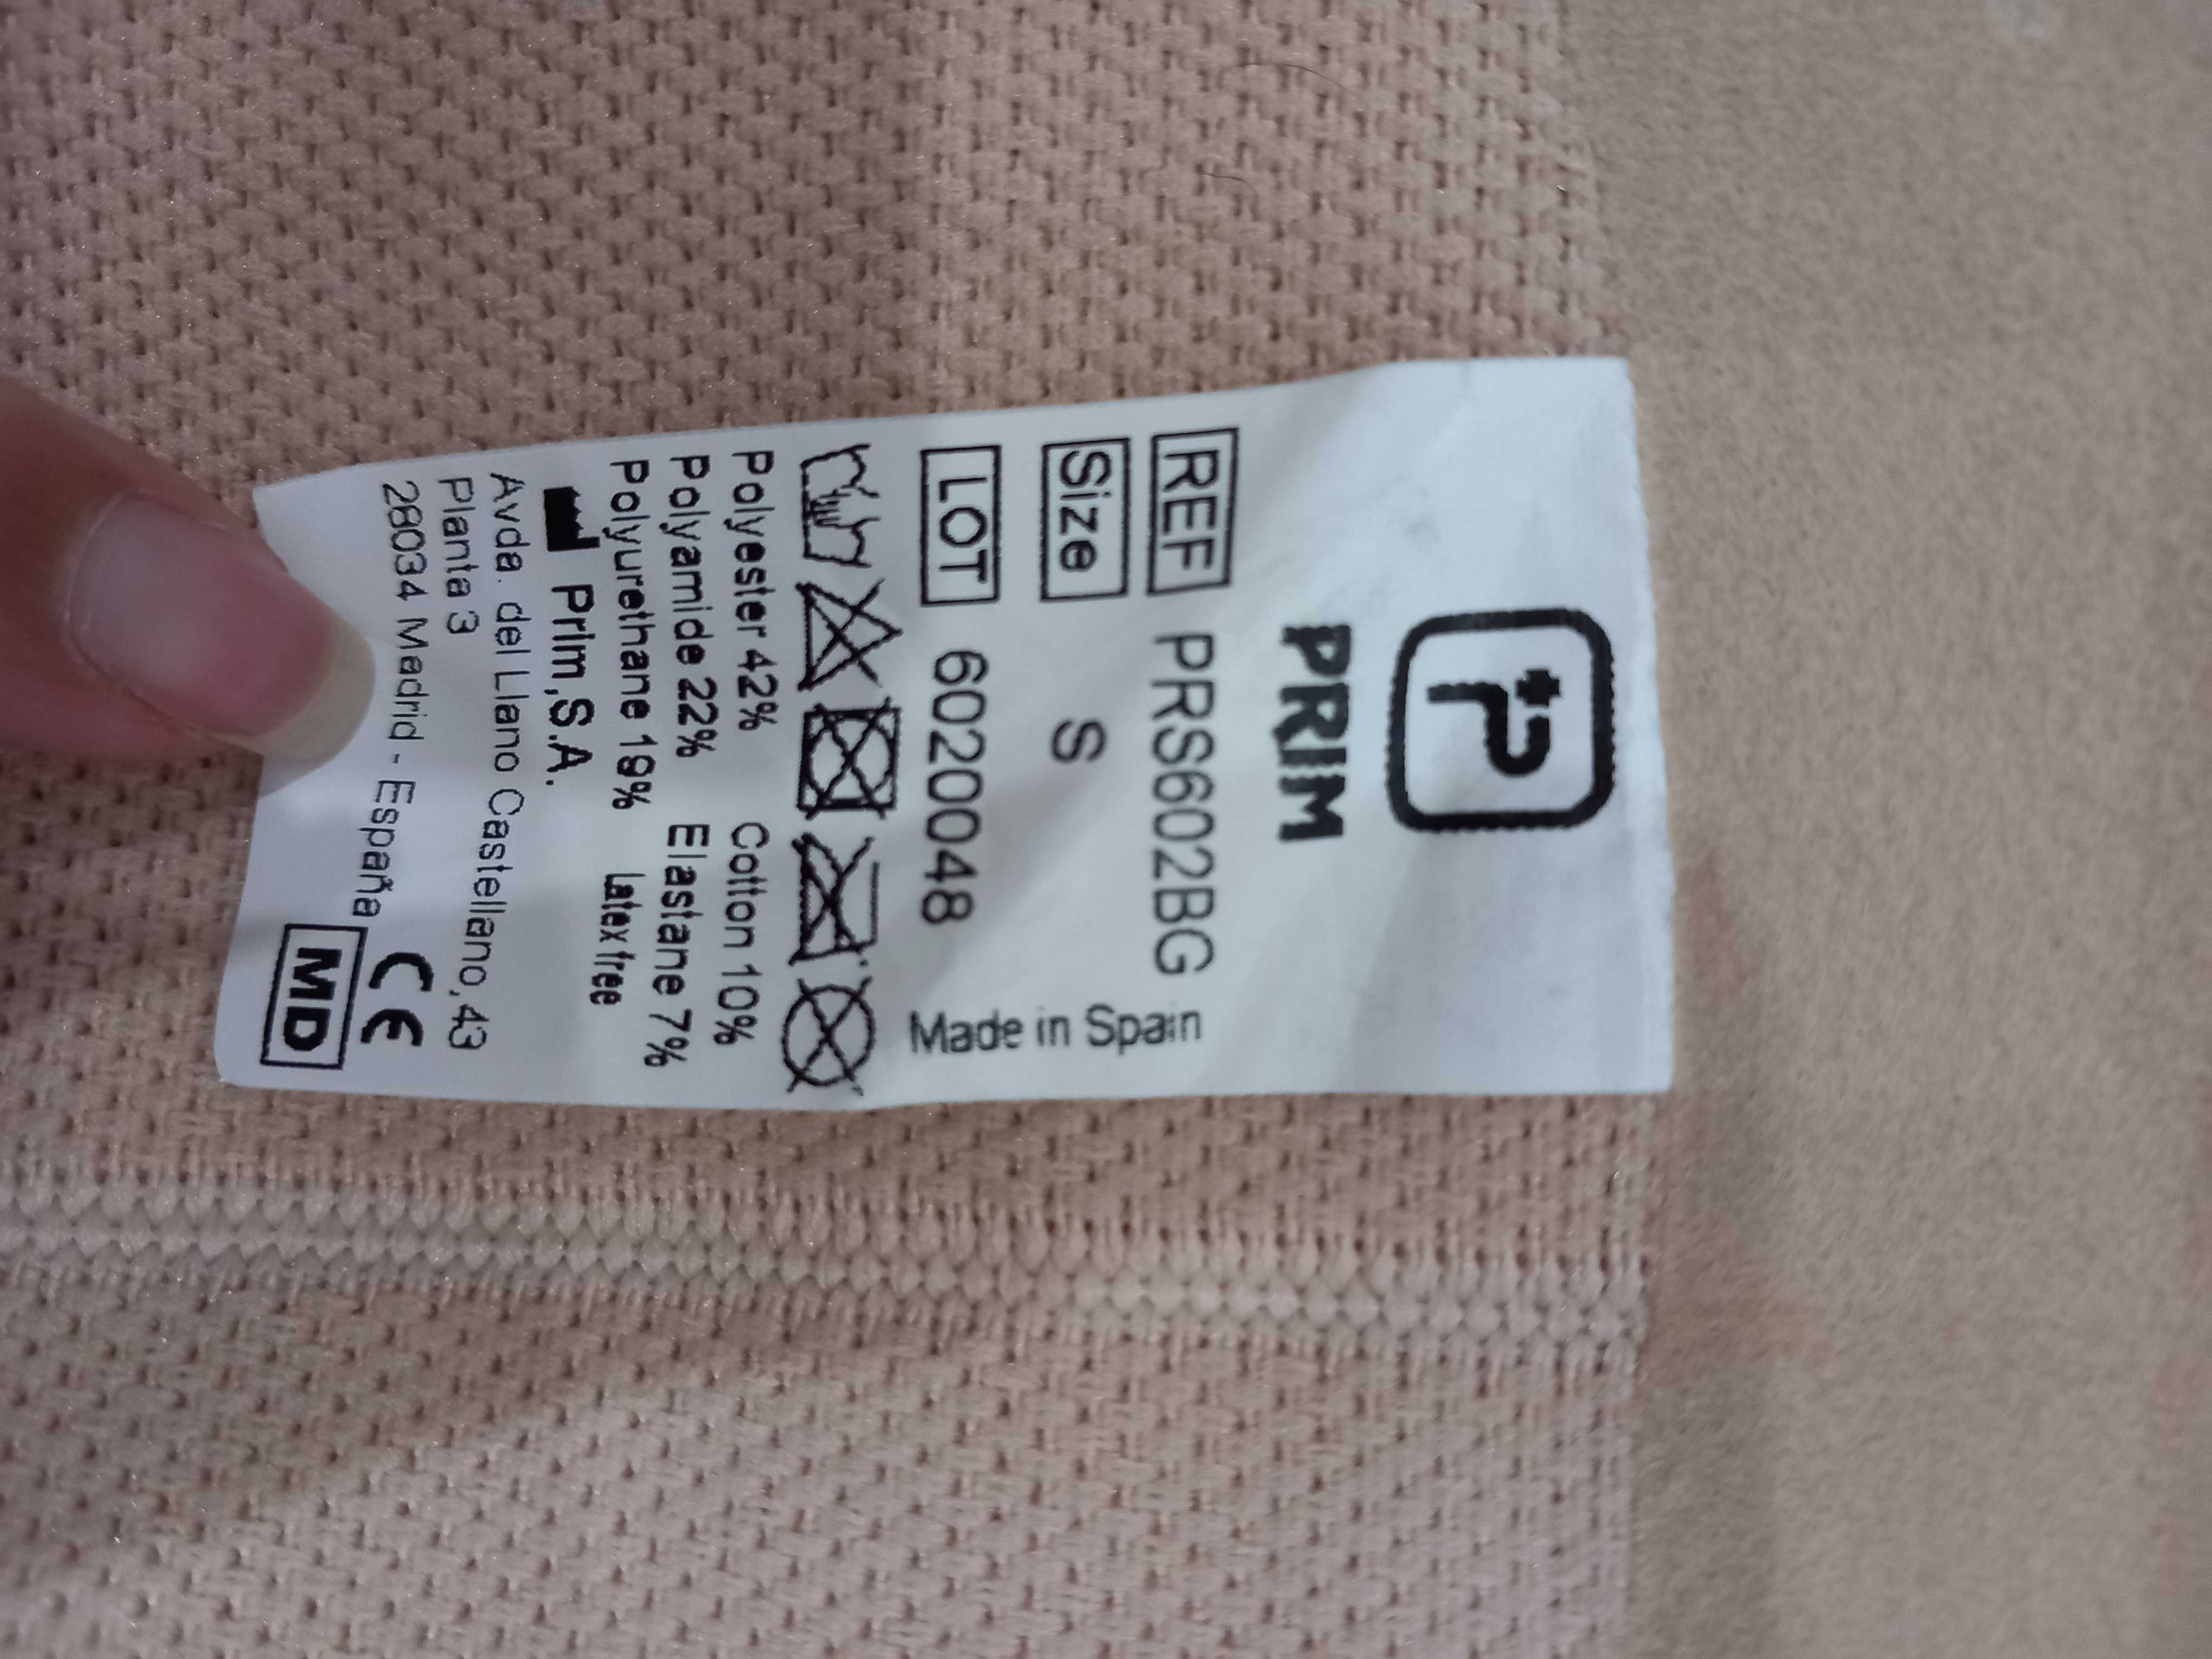 P+
PRIM
REF PRS602BG
Size S
LOT 60200048
Made in Spain
Polyester 42% Cotton 10%
Polyamide 22% Elastane 7%
Polyurethane 19% Latex free
Prim,S.A.
Avda. del Llano Castellano,43
Planta 3
28034 Madrid - España
CE
MD